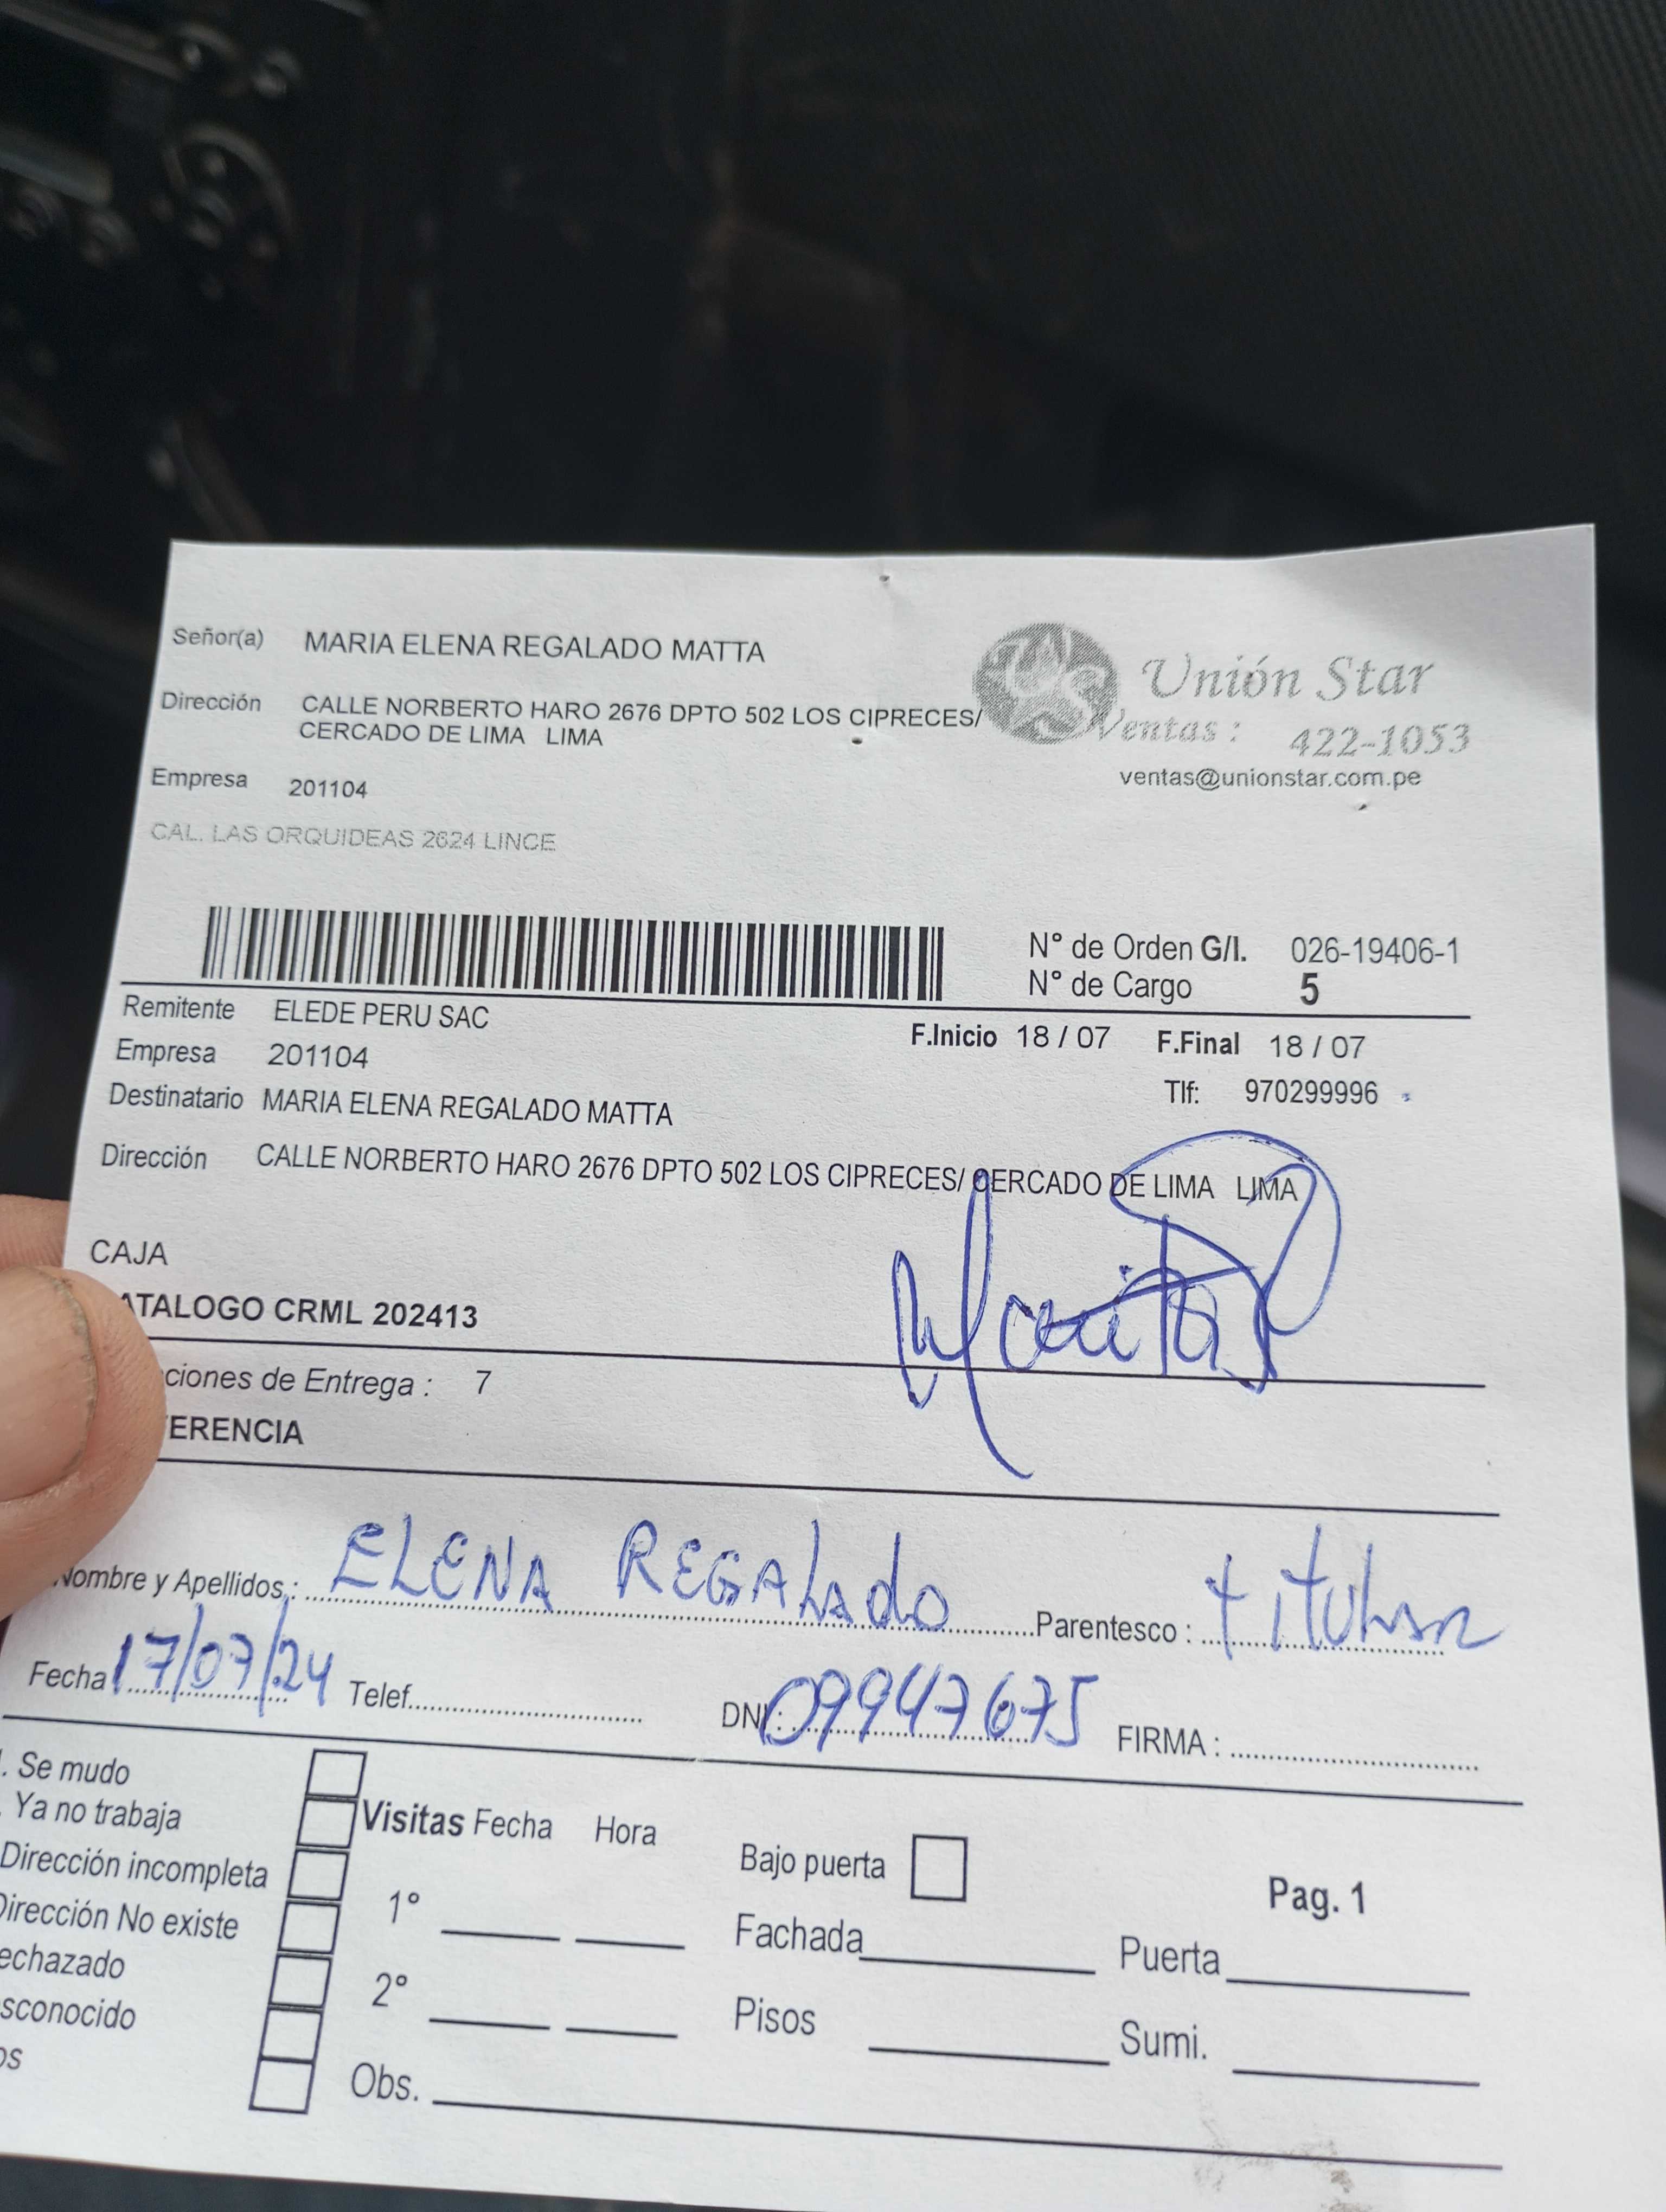 Señor(a) MARIA ELENA REGALADO MATTA
Unión Star
Dirección CALLE NORBERTO HARO 2676 DPTO 502 LOS CIPRECES/
CERCADO DE LIMA LIMA
Ventas : 422-1053
ventas@unionstar.com.pe
Empresa 201104
CAL. LAS ORQUIDEAS 2624 LINCE
N° de Orden G/I. 026-19406-1
N° de Cargo 5
Remitente ELEDE PERU SAC
F.Inicio 18 / 07 F.Final 18 / 07
Empresa 201104
Tlf: 970299996
Destinatario MARIA ELENA REGALADO MATTA
Dirección CALLE NORBERTO HARO 2676 DPTO 502 LOS CIPRECES/ CERCADO DE LIMA LIMA
CAJA
ATALOGO CRML 202413
ciones de Entrega : 7
ERENCIA
Nombre y Apellidos : ELENA REGALADO Parentesco : titular
Fecha 17/07/24 Telef. DNI : 09947675 FIRMA :
. Se mudo
. Ya no trabaja
Visitas Fecha Hora
Dirección incompleta
Bajo puerta
Pag. 1
Dirección No existe
1°
Fachada Puerta
echazado
2°
sconocido
Pisos Sumi.
os
Obs.